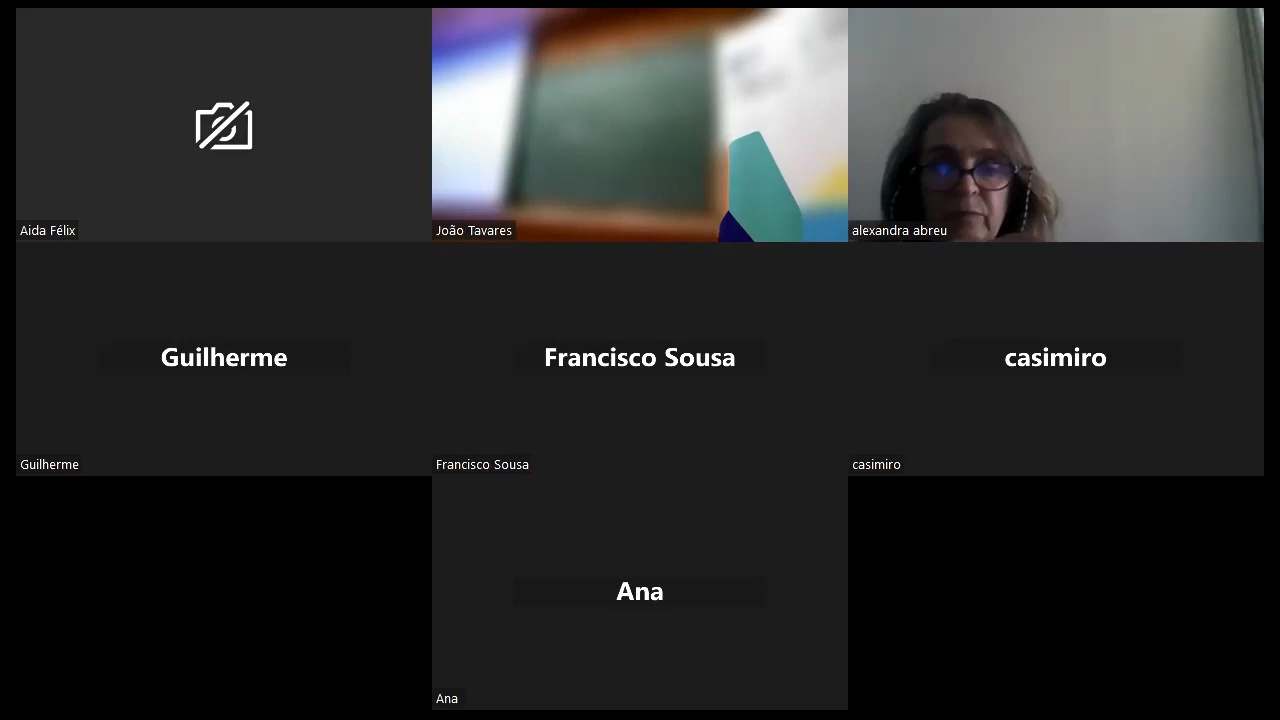 Aida Félix
João Tavares
alexandra abreu
Guilherme
Francisco Sousa
casimiro
Guilherme
Francisco Sousa
casimiro
Ana
Ana